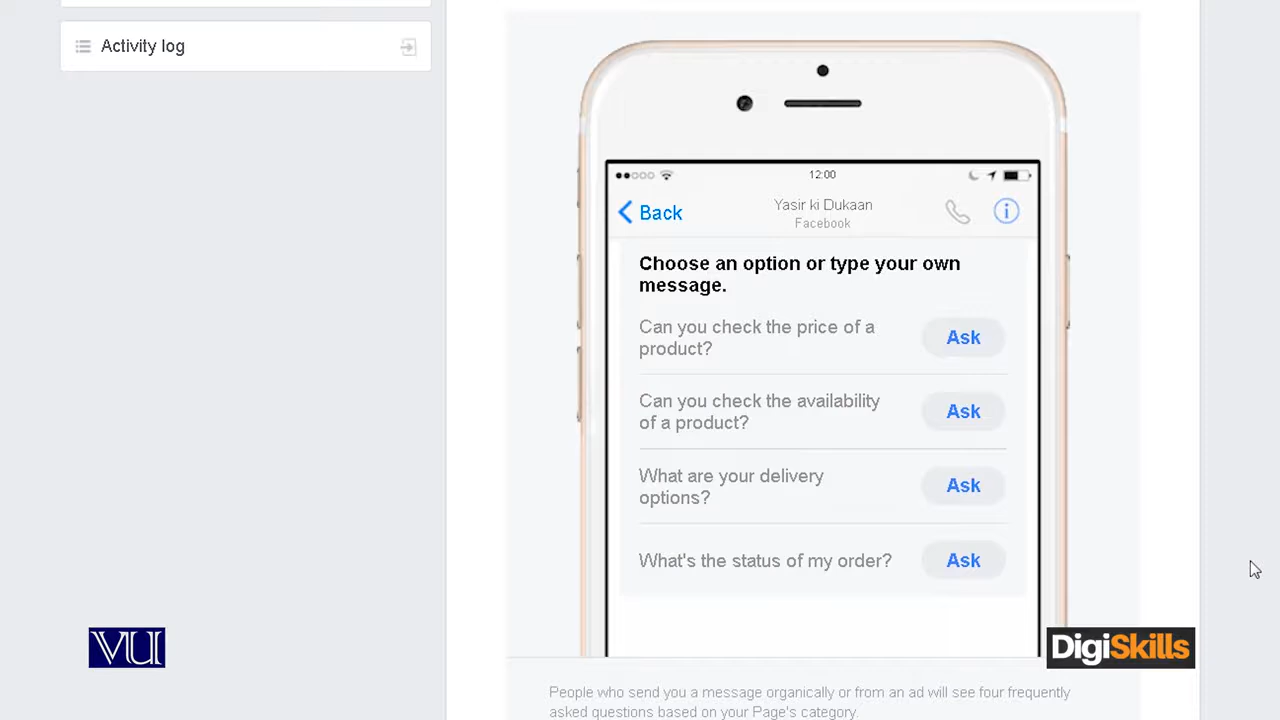 Activity log
12:00
Back
Yasir ki Dukaan
Facebook
Choose an option or type your own
message.
Can you check the price of a
product?
Ask
Can you check the availability
of a product?
Ask
What are your delivery
options?
Ask
What's the status of my order?
Ask
VU
DigiSkills
People who send you a message organically or from an ad will see four frequently
asked questions based on your Page's category.